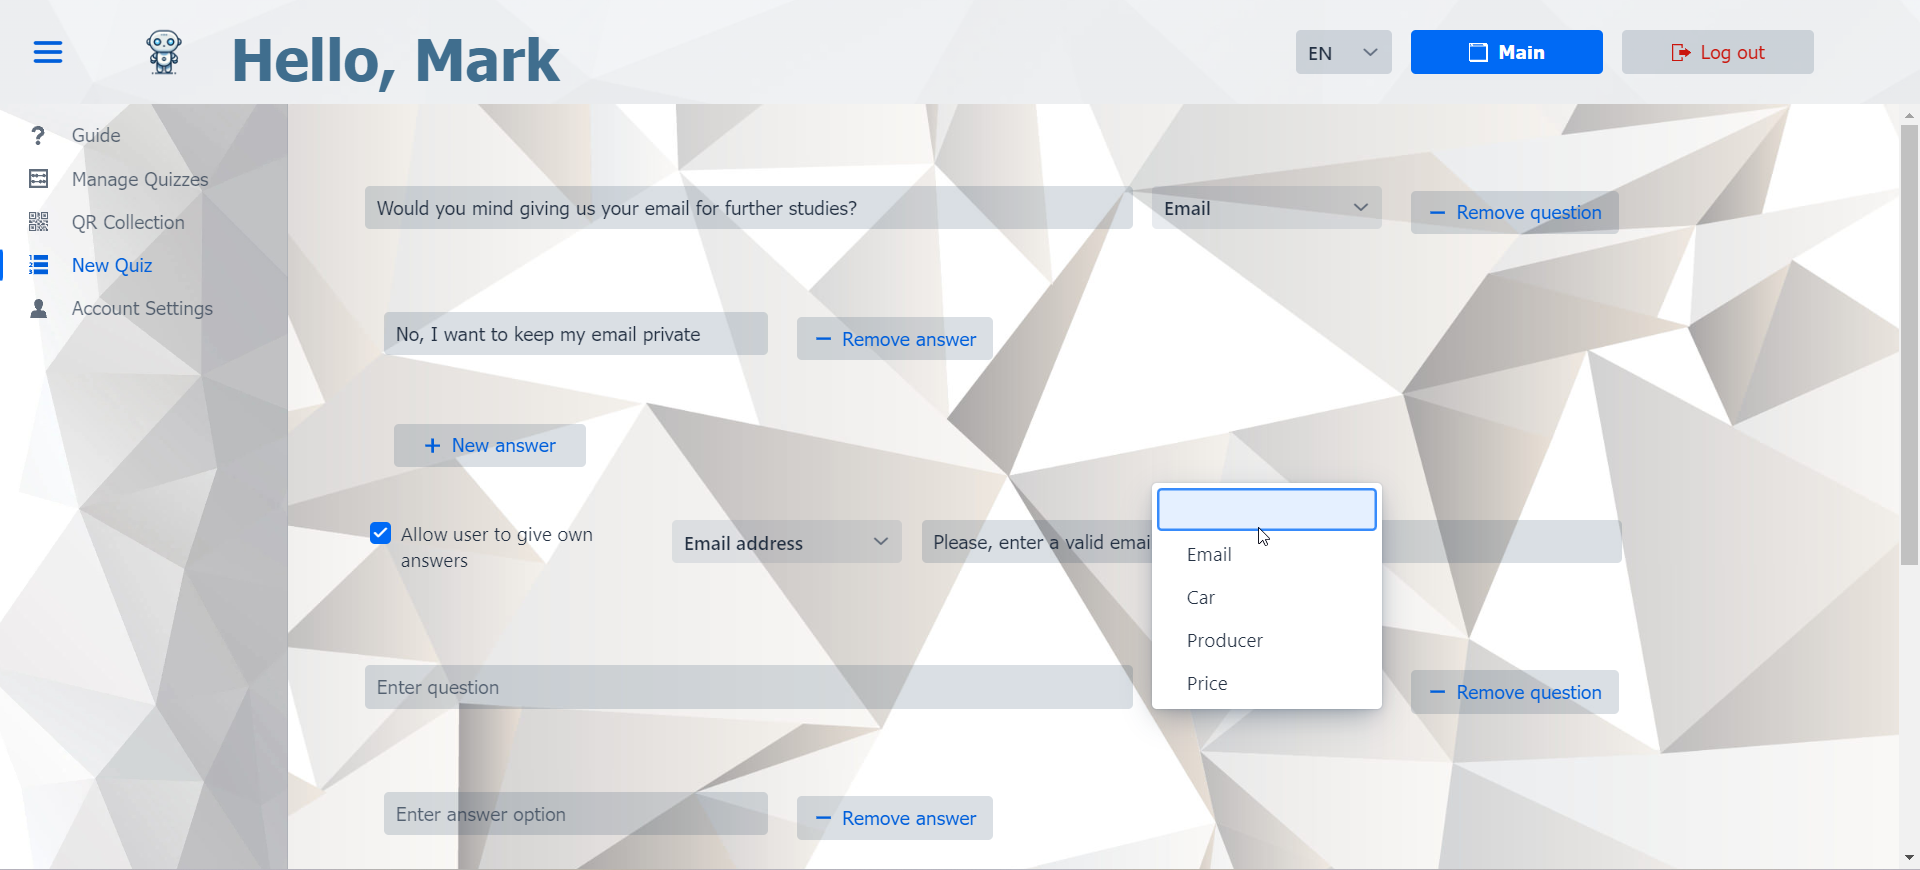 Hello, Mark
EN
Main
Log out
Guide
Manage Quizzes
QR Collection
New Quiz
Account Settings
Would you mind giving us your email for further studies?
Email
Remove question
No, I want to keep my email private
Remove answer
New answer
Allow user to give own
answers
Email address
Please, enter a valid emai
Email
Car
Producer
Price
Enter question
Remove question
Enter answer option
Remove answer